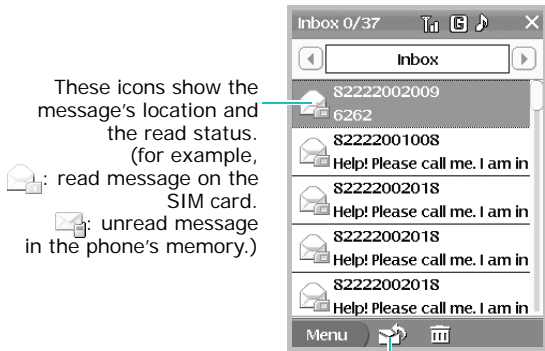 These icons show the
message's location and
the read status.
(for example,
: read message on the
SIM card.
: unread message
in the phone's memory.)
Inbox 0/37
Inbox
82222002009
6262
82222001008
Help! Please call me. I am in
82222002018
Help! Please call me. I am in
82222002018
Help! Please call me. I am in
82222002018
Help! Please call me. I am in
Menu